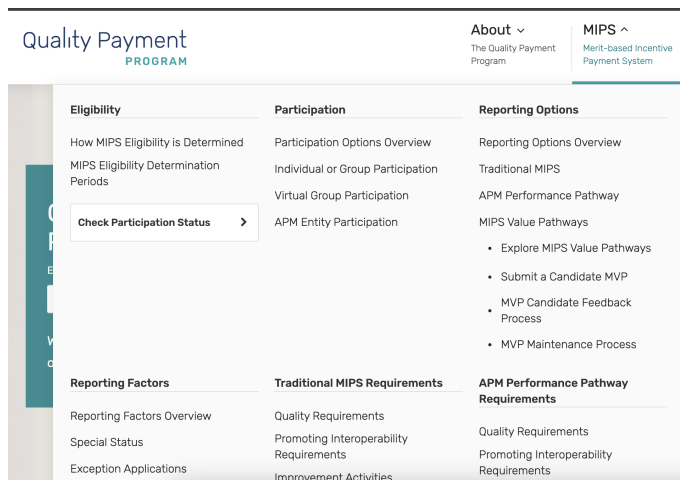 Quality Payment
PROGRAM
About
The Quality Payment
Program
MIPS
Merit-based Incentive
Payment System
Eligibility
How MIPS Eligibility is Determined
MIPS Eligibility Determination
Periods
Check Participation Status
Participation
Participation Options Overview
Individual or Group Participation
Virtual Group Participation
APM Entity Participation
Reporting Options
Reporting Options Overview
Traditional MIPS
APM Performance Pathway
MIPS Value Pathways
• Explore MIPS Value Pathways
• Submit a Candidate MVP
• MVP Candidate Feedback
Process
• MVP Maintenance Process
Reporting Factors
Reporting Factors Overview
Special Status
Exception Applications
Traditional MIPS Requirements
Quality Requirements
Promoting Interoperability
Requirements
Improvement Activities
APM Performance Pathway
Requirements
Quality Requirements
Promoting Interoperability
Requirements